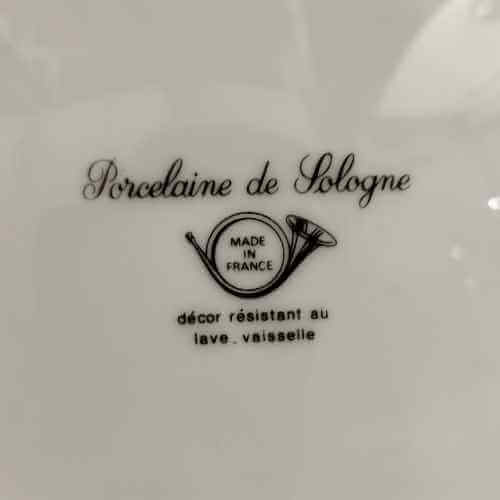 Porcelaine de Sologne
MADE
IN
FRANCE
décor résistant au
lave.vaisselle